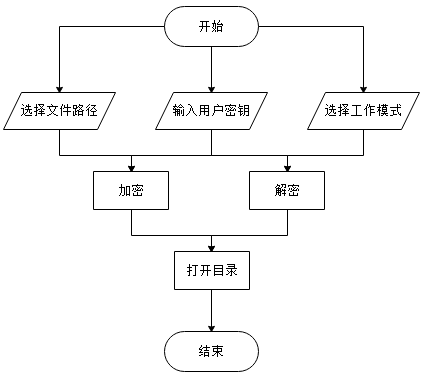 开始
选择文件路径
输入用户密钥
选择工作模式
加密
解密
打开目录
结束